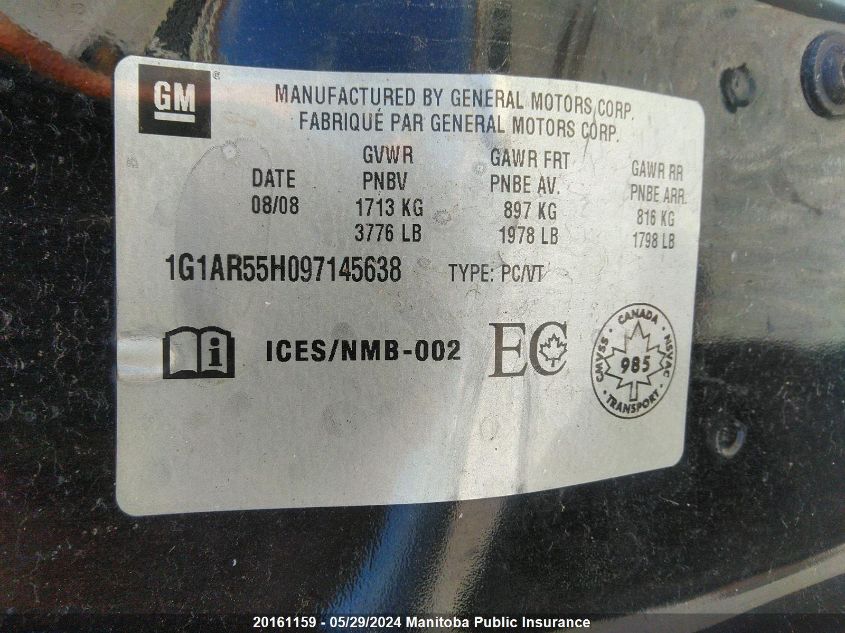 GM
MANUFACTURED BY GENERAL MOTORS CORP.
FABRIQUÉ PAR GENERAL MOTORS CORP.
DATE
08/08
GVWR
PNBV
1713 KG
3776 LB
GAWR FRT
PNBE AV.
897 KG
1978 LB
GAWR RR
PNBE ARR.
816 KG
1798 LB
1G1AR55H097145638 TYPE: PC/VT
i ICES/NMB-002 EC
CANADA
CMVSS
985
NSVAC
TRANSPORT
20161159 - 05/29/2024 Manitoba Public Insurance